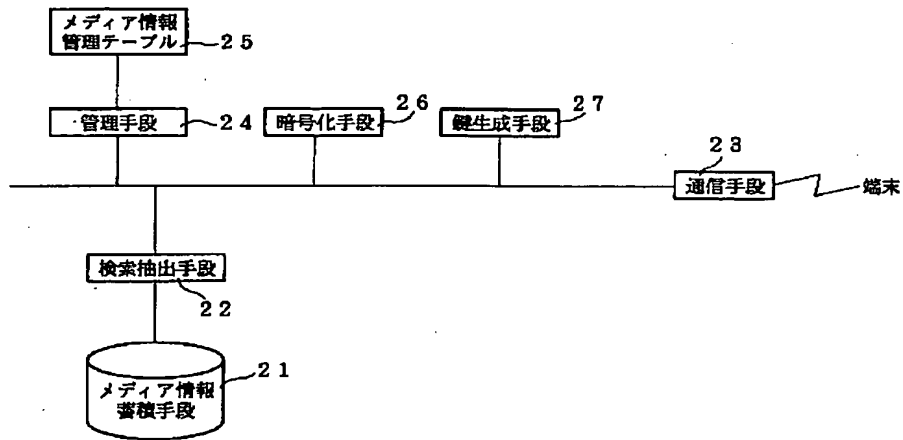 メディア情報
管理テーブル
25
管理手段
24
暗号化手段
26
鍵生成手段
27
通信手段
23
端末
検索抽出手段
22
メディア情報
蓄積手段
21